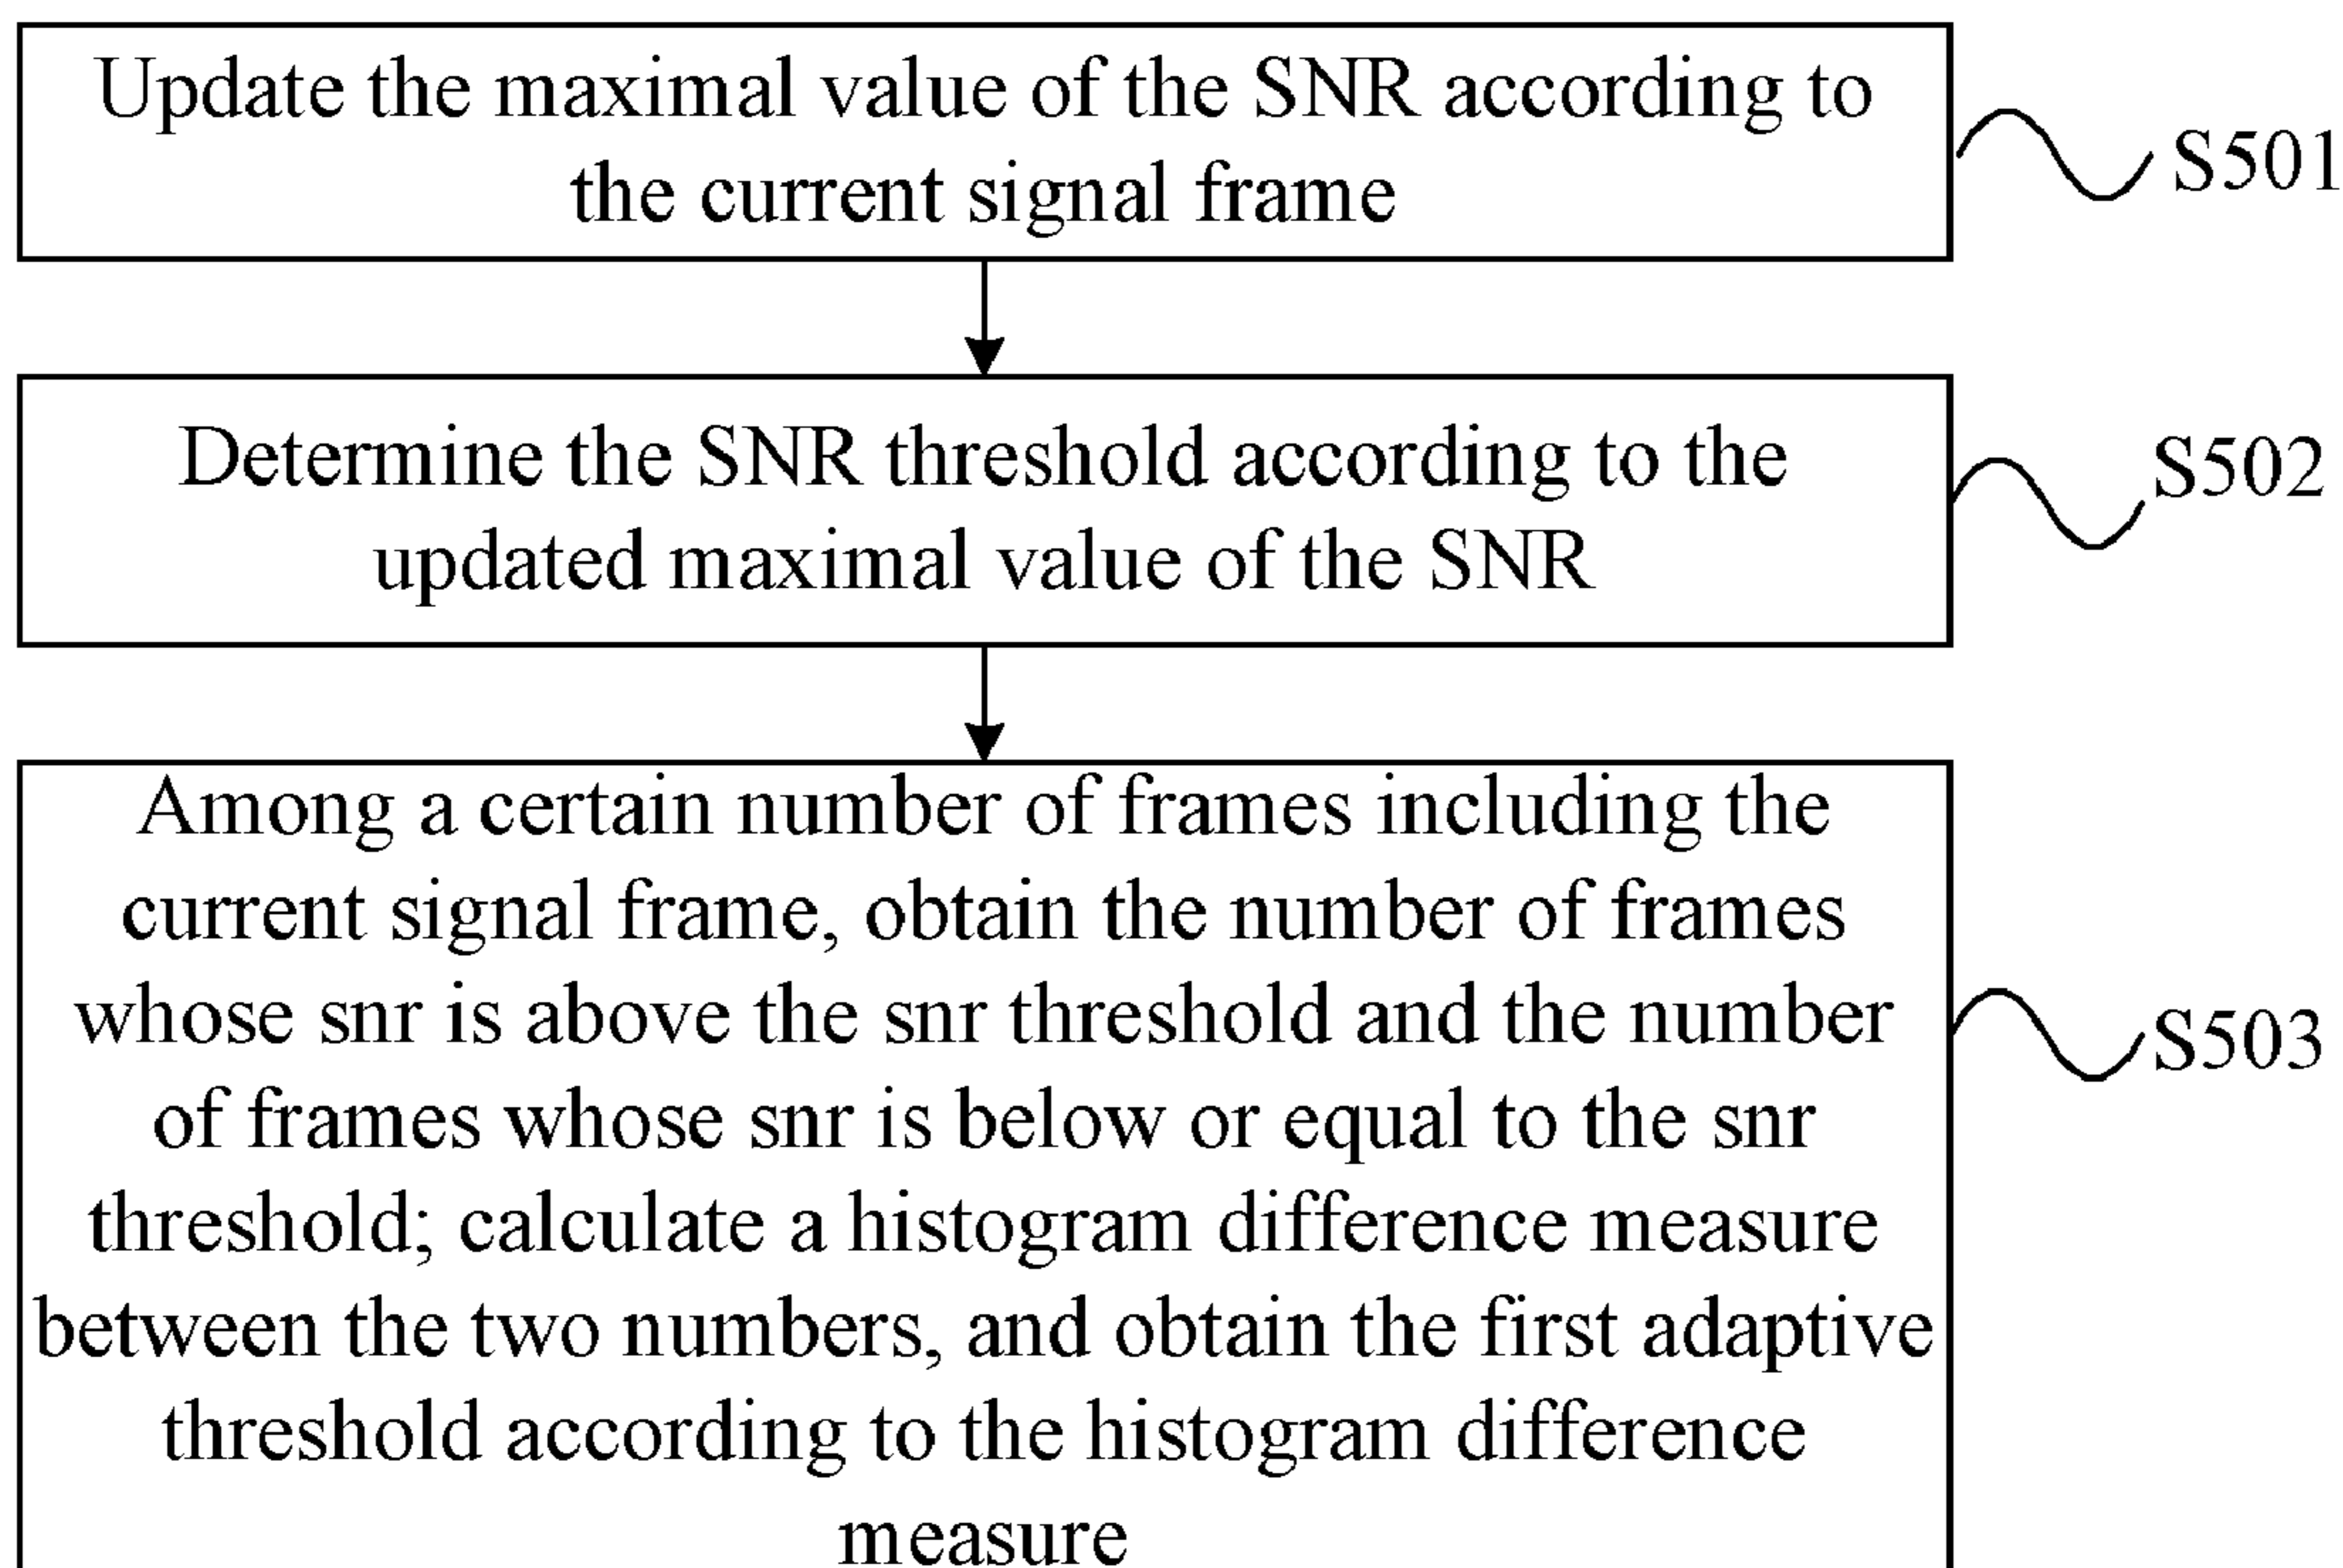 Update the maximal value of the SNR according to
the current signal frame
S501
Determine the SNR threshold according to the
updated maximal value of the SNR
S502
Among a certain number of frames including the
current signal frame, obtain the number of frames
whose snr is above the snr threshold and the number
of frames whose snr is below or equal to the snr
threshold; calculate a histogram difference measure
between the two numbers, and obtain the first adaptive
threshold according to the histogram difference
measure
S503